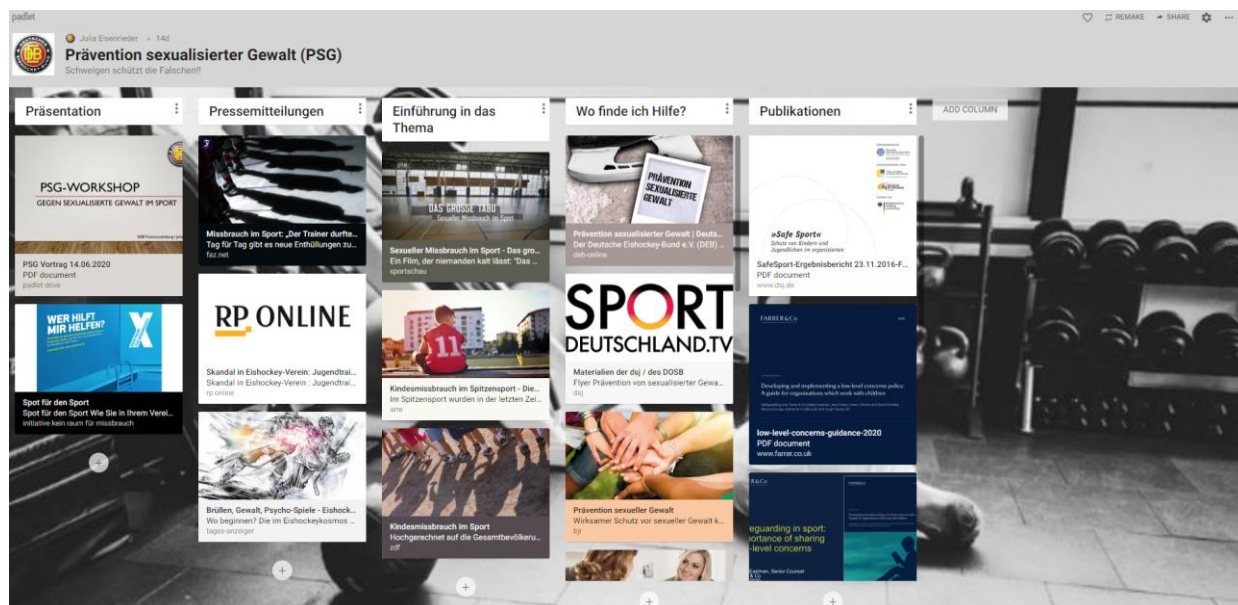 padlet
REMAKE
SHARE
Julia Eisenrieder • 14d
Prävention sexualisierter Gewalt (PSG)
Schweigen schützt die Falschen!!
Präsentation
PSG-WORKSHOP
GEGEN SEXUALISIERTE GEWALT IM SPORT
PSG Vortrag 14.06.2020
PDF document
padlet drive
WER HILFT
MIR HELFEN?
Spot für den Sport
Spot für den Sport Wie Sie in Ihrem Verei...
initiative kein raum für missbrauch
Pressemitteilungen
Missbrauch im Sport: „Der Trainer durfte...
Tag für Tag gibt es neue Enthüllungen zu...
faz.net
RP ONLINE
Skandal in Eishockey-Verein: Jugendtrai...
Skandal in Eishockey-Verein : Jugendtrai...
rp-online
Brüllen, Gewalt, Psycho-Spiele - Eishock...
Wo beginnen? Die im Eishockeykosmos ...
tages-anzeiger
Einführung in das
Thema
DAS GROSSE TABU
Sexueller Missbrauch im Sport
Sexueller Missbrauch im Sport - Das gro...
Ein Film, der niemanden kalt lässt: "Das ...
sportschau
11
Kindesmissbrauch im Spitzensport - Die...
Im Spitzensport wurden in der letzten Zei...
arte
Kindesmissbrauch im Sport
Hochgerechnet auf die Gesamtbevölkeru...
zdf
Wo finde ich Hilfe?
PRÄVENTION
SEXUALISIERTE
GEWALT
Prävention sexualisierter Gewalt | Deuts...
Der Deutsche Eishockey-Bund e.V. (DEB) ...
deb-online
SPORT
DEUTSCHLAND.TV
Materialien der dsj / des DOSB
Flyer Prävention von sexualisierter Gewa...
dsj
Prävention sexueller Gewalt
Wirksamer Schutz vor sexueller Gewalt k...
bjr
Publikationen
»Safe Sport«
Schutz von Kindern und
Jugendlichen im organisierten
SafeSport-Ergebnisbericht 23.11.2016-F...
PDF document
www.dsj.de
FARRER&Co
Developing and implementing a low-level concerns policy:
A guide for organisations which work with children
low-level-concerns-guidance-2020
PDF document
www.farrer.co.uk
eguarding in sport:
portance of sharing
-level concerns
Eastman, Senior Counsel
ADD COLUMN